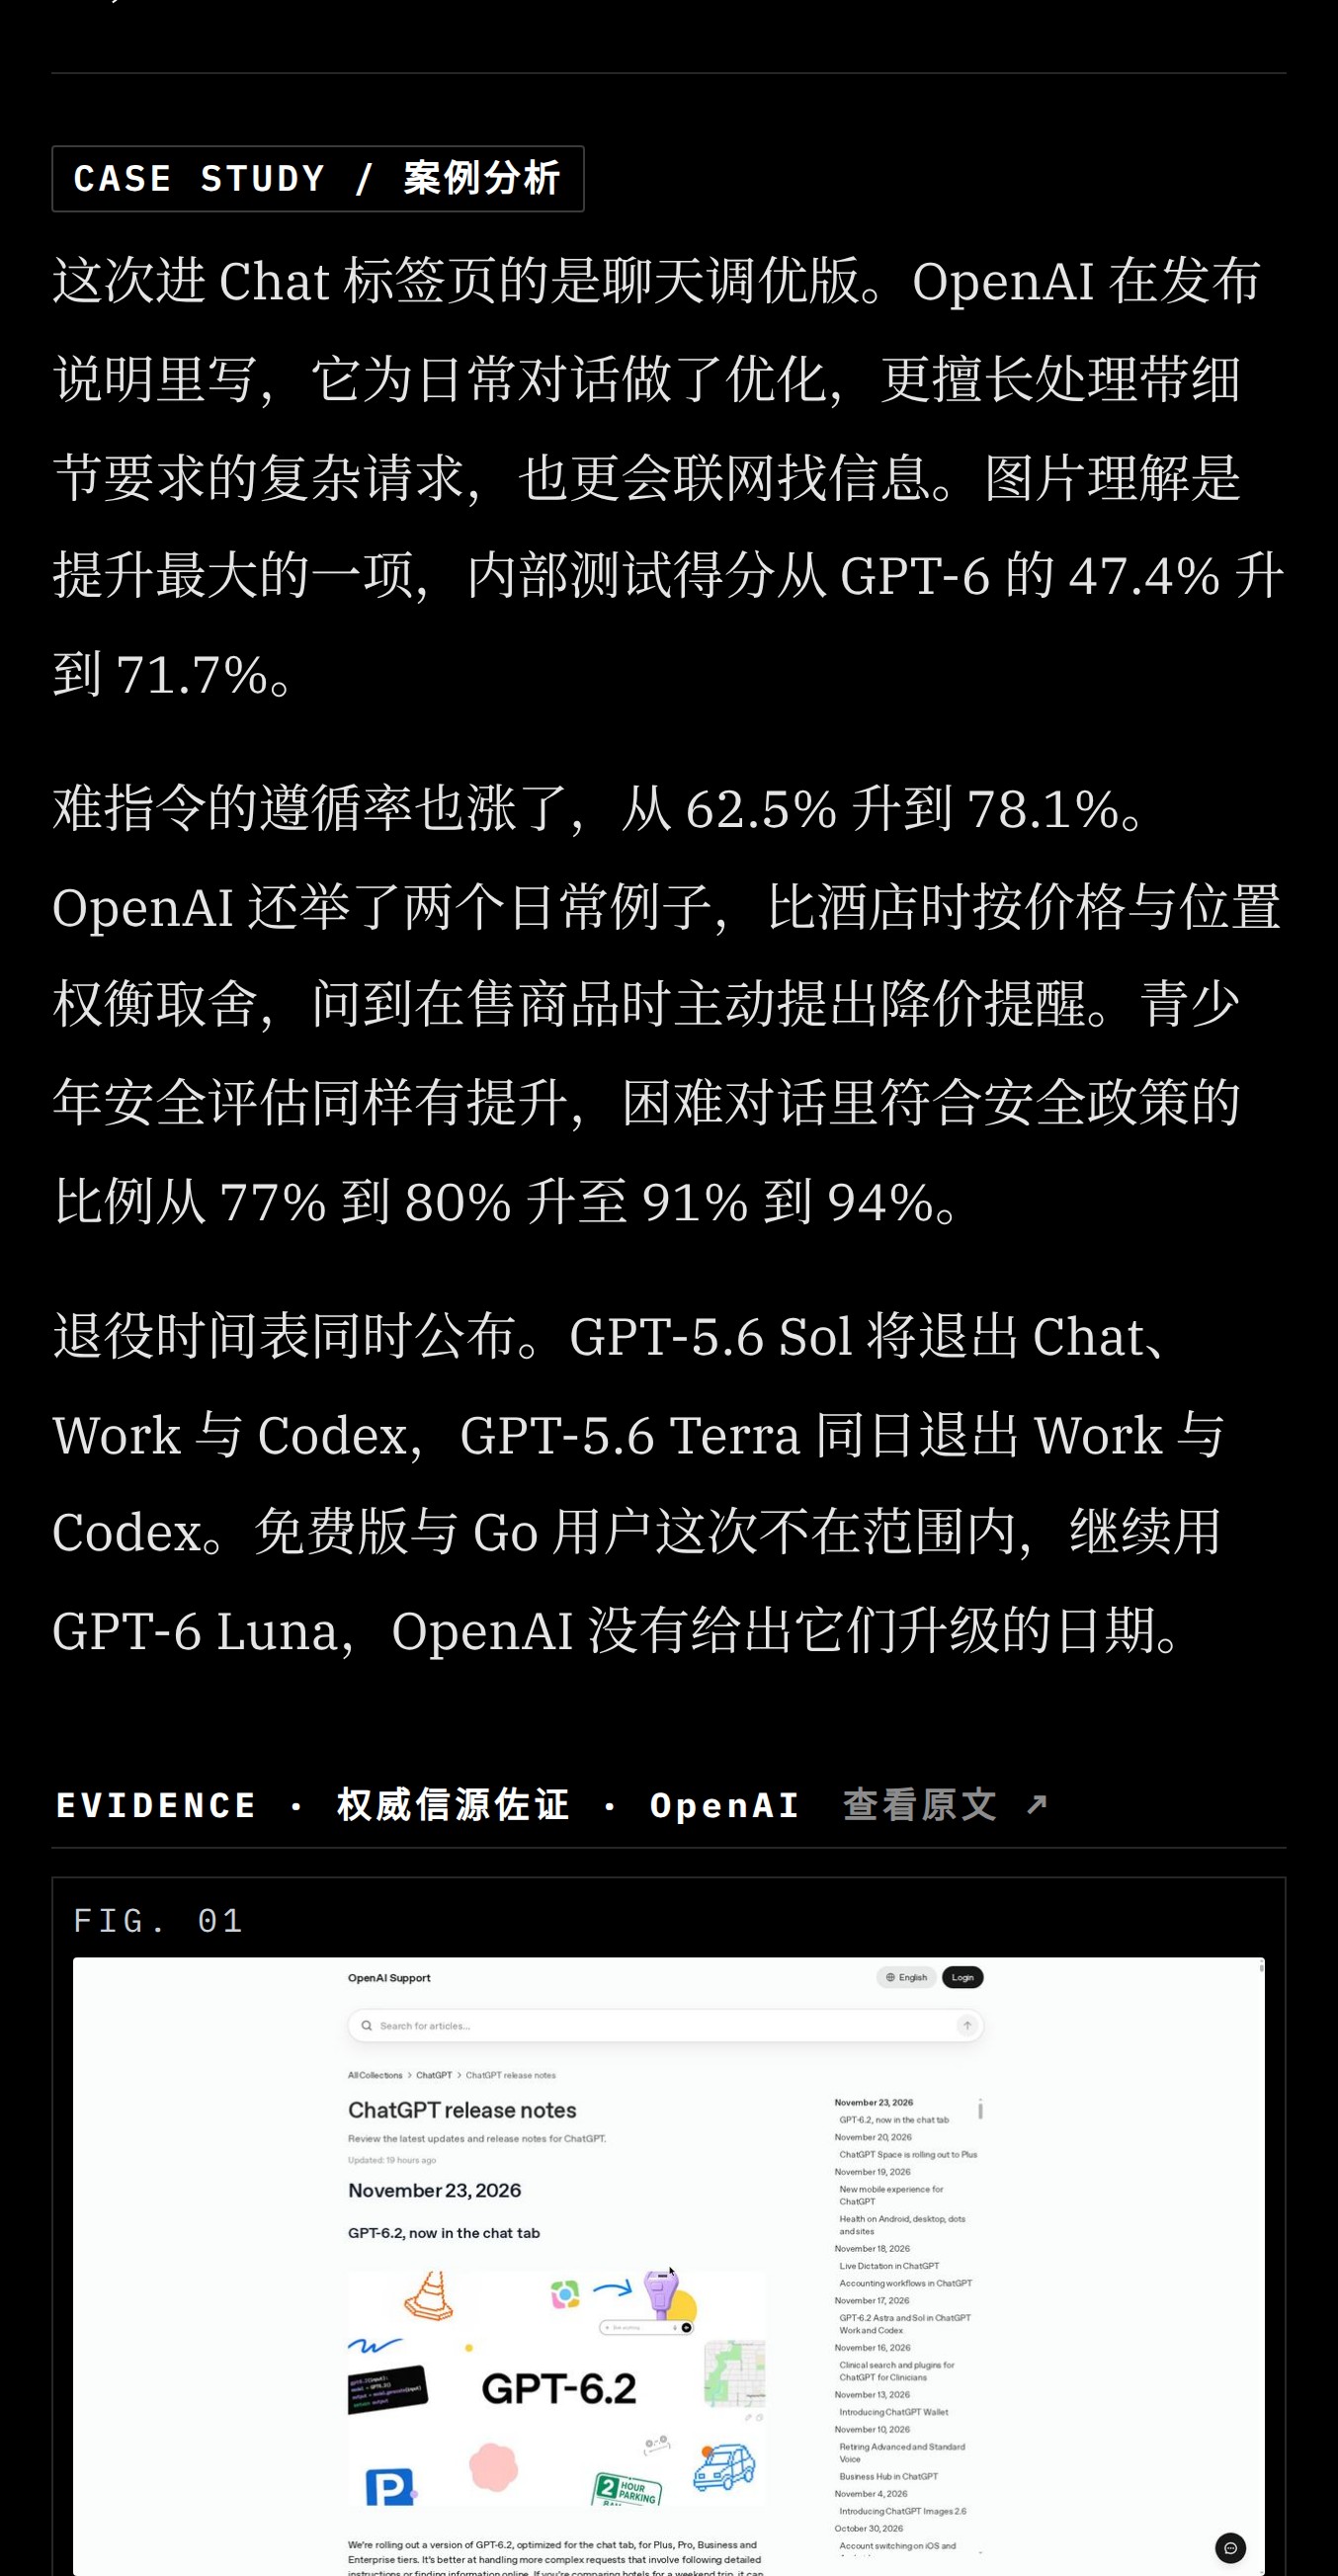 CASE STUDY / 案例分析
这次进 Chat 标签页的是聊天调优版。OpenAI 在发布
说明里写，它为日常对话做了优化，更擅长处理带细
节要求的复杂请求，也更会联网找信息。图片理解是
提升最大的一项，内部测试得分从 GPT-6 的 47.4% 升
到 71.7%。
难指令的遵循率也涨了，从 62.5% 升到 78.1%。
OpenAI 还举了两个日常例子，比酒店时按价格与位置
权衡取舍，问到在售商品时主动提出降价提醒。青少
年安全评估同样有提升，困难对话里符合安全政策的
比例从 77% 到 80% 升至 91% 到 94%。
退役时间表同时公布。GPT-5.6 Sol 将退出 Chat、
Work 与 Codex，GPT-5.6 Terra 同日退出 Work 与
Codex。免费版与 Go 用户这次不在范围内，继续用
GPT-6 Luna，OpenAI 没有给出它们升级的日期。
EVIDENCE · 权威信源佐证 · OpenAI 查看原文 ↗
FIG. 01
OpenAI Support
English
Login
Search for articles...
All Collections > ChatGPT > ChatGPT release notes
ChatGPT release notes
Review the latest updates and release notes for ChatGPT.
Updated: 19 hours ago
November 23, 2026
GPT-6.2, now in the chat tab
GPT-6.2
P
2 HOUR
PARKING
We're rolling out a version of GPT-6.2, optimized for the chat tab, for Plus, Pro, Business and
Enterprise tiers. It's better at handling more complex requests that involve following detailed
instructions or finding information online. If you're comparing hotels for a weekend trip, it can
November 23, 2026
GPT-6.2, now in the chat tab
November 20, 2026
ChatGPT Space is rolling out to Plus
November 19, 2026
New mobile experience for
ChatGPT
Health on Android, desktop, dots
and sites
November 18, 2026
Live Dictation in ChatGPT
Accounting workflows in ChatGPT
November 17, 2026
GPT-6.2 Astra and Sol in ChatGPT
Work and Codex
November 16, 2026
Clinical search and plugins for
ChatGPT for Clinicians
November 13, 2026
Introducing ChatGPT Wallet
November 10, 2026
Retiring Advanced and Standard
Voice
Business Hub in ChatGPT
November 4, 2026
Introducing ChatGPT Images 2.6
October 30, 2026
Account switching on iOS and